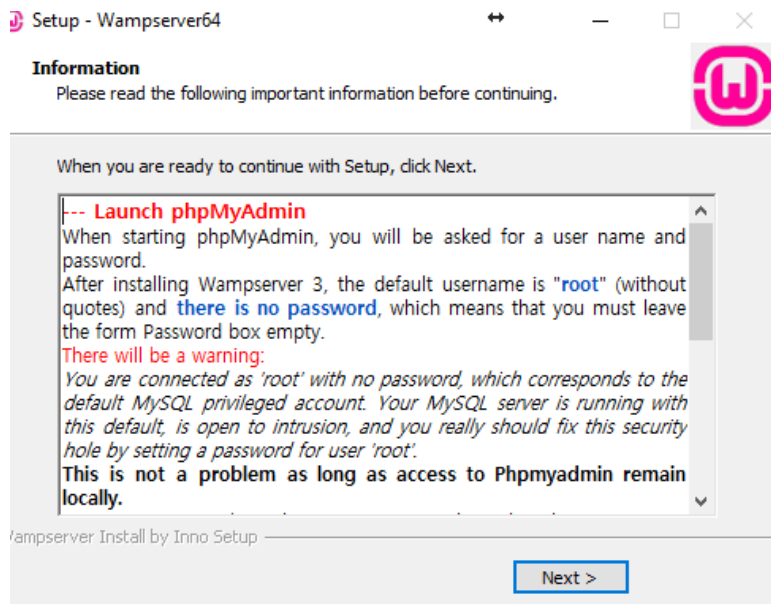 Setup - Wampserver64
Information
Please read the following important information before continuing.
When you are ready to continue with Setup, click Next.
--- Launch phpMyAdmin
When starting phpMyAdmin, you will be asked for a user name and
password.
After installing Wampserver 3, the default username is "root" (without
quotes) and there is no password, which means that you must leave
the form Password box empty.
There will be a warning:
You are connected as 'root' with no password, which corresponds to the
default MySQL privileged account. Your MySQL server is running with
this default, is open to intrusion, and you really should fix this security
hole by setting a password for user 'root'.
This is not a problem as long as access to Phpmyadmin remain
locally.
Wampserver Install by Inno Setup
Next >